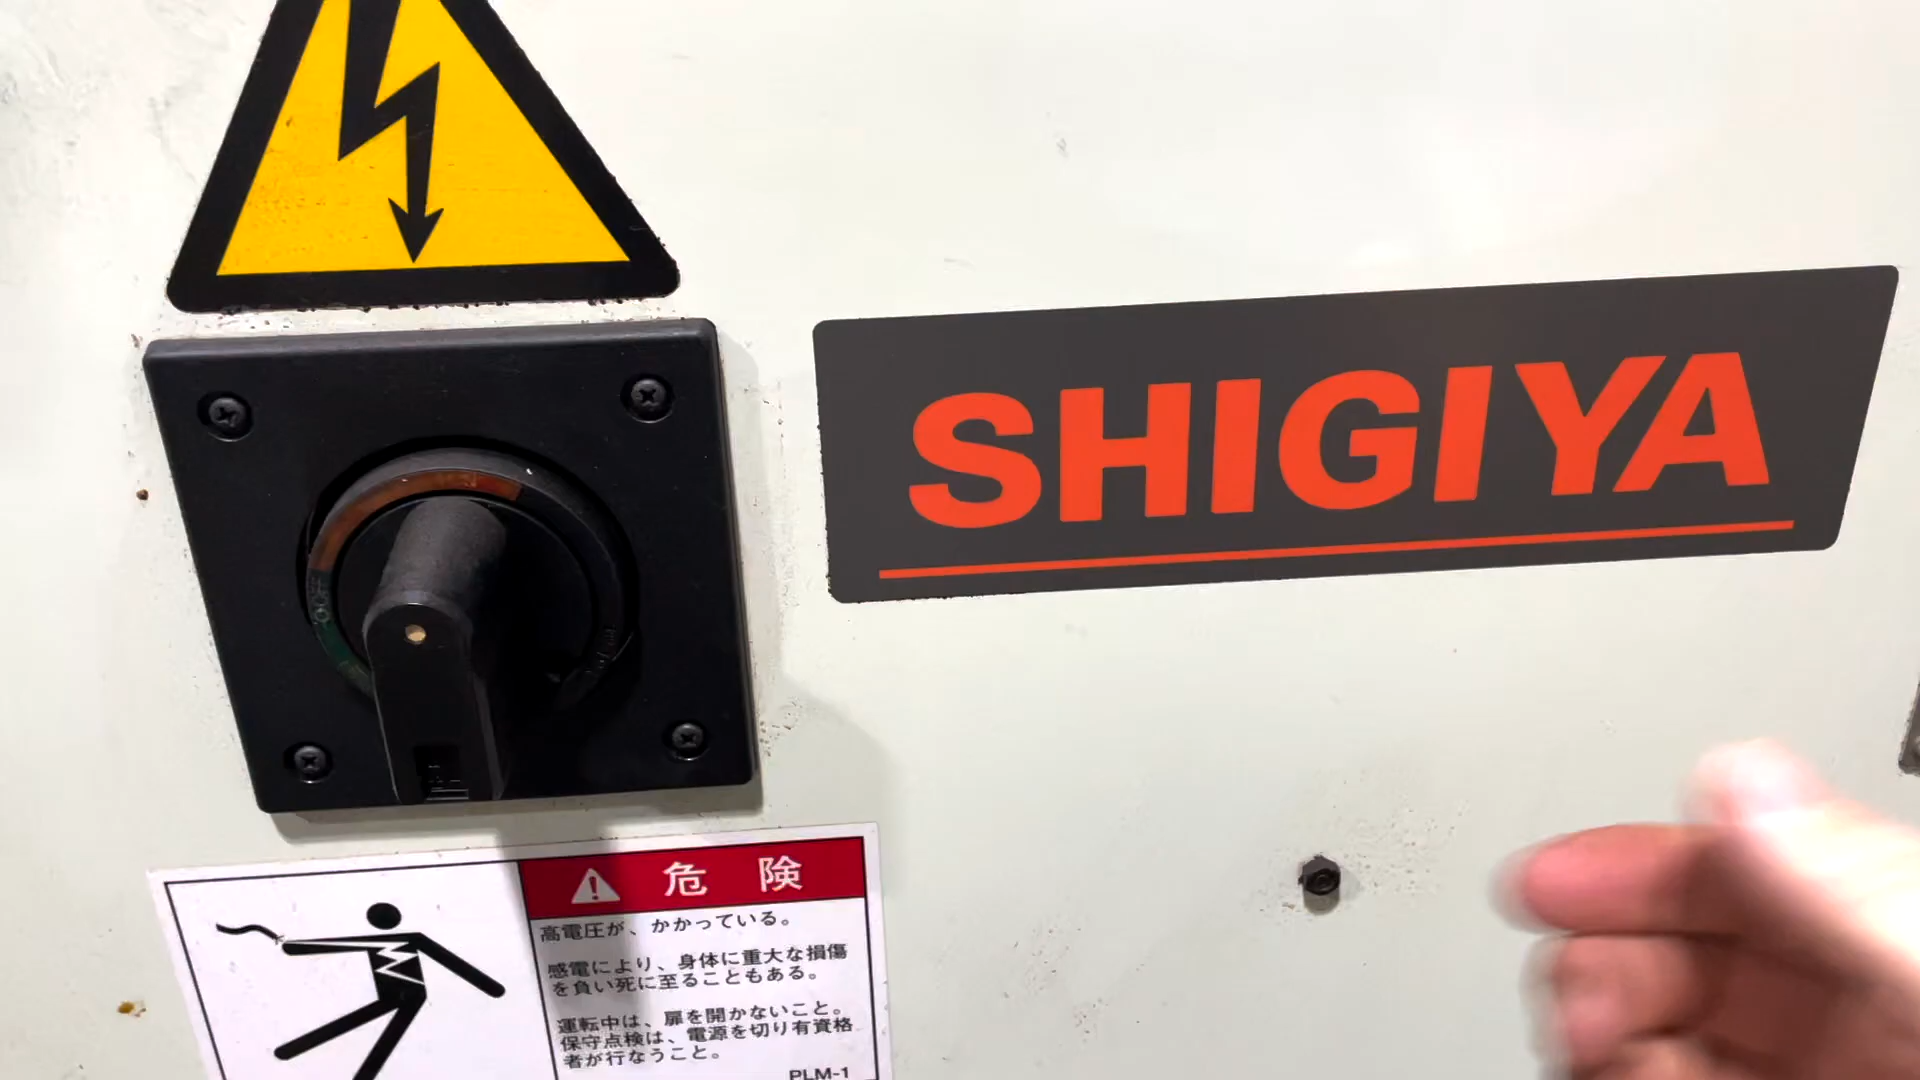 SHIGIYA
OFF
危険
高電圧が、かかっている。
感電により、身体に重大な損傷
を負い死に至ることもある。
運転中は、扉を開かないこと。
保守点検は、電源を切り有資格
者が行なうこと。
PLM-1